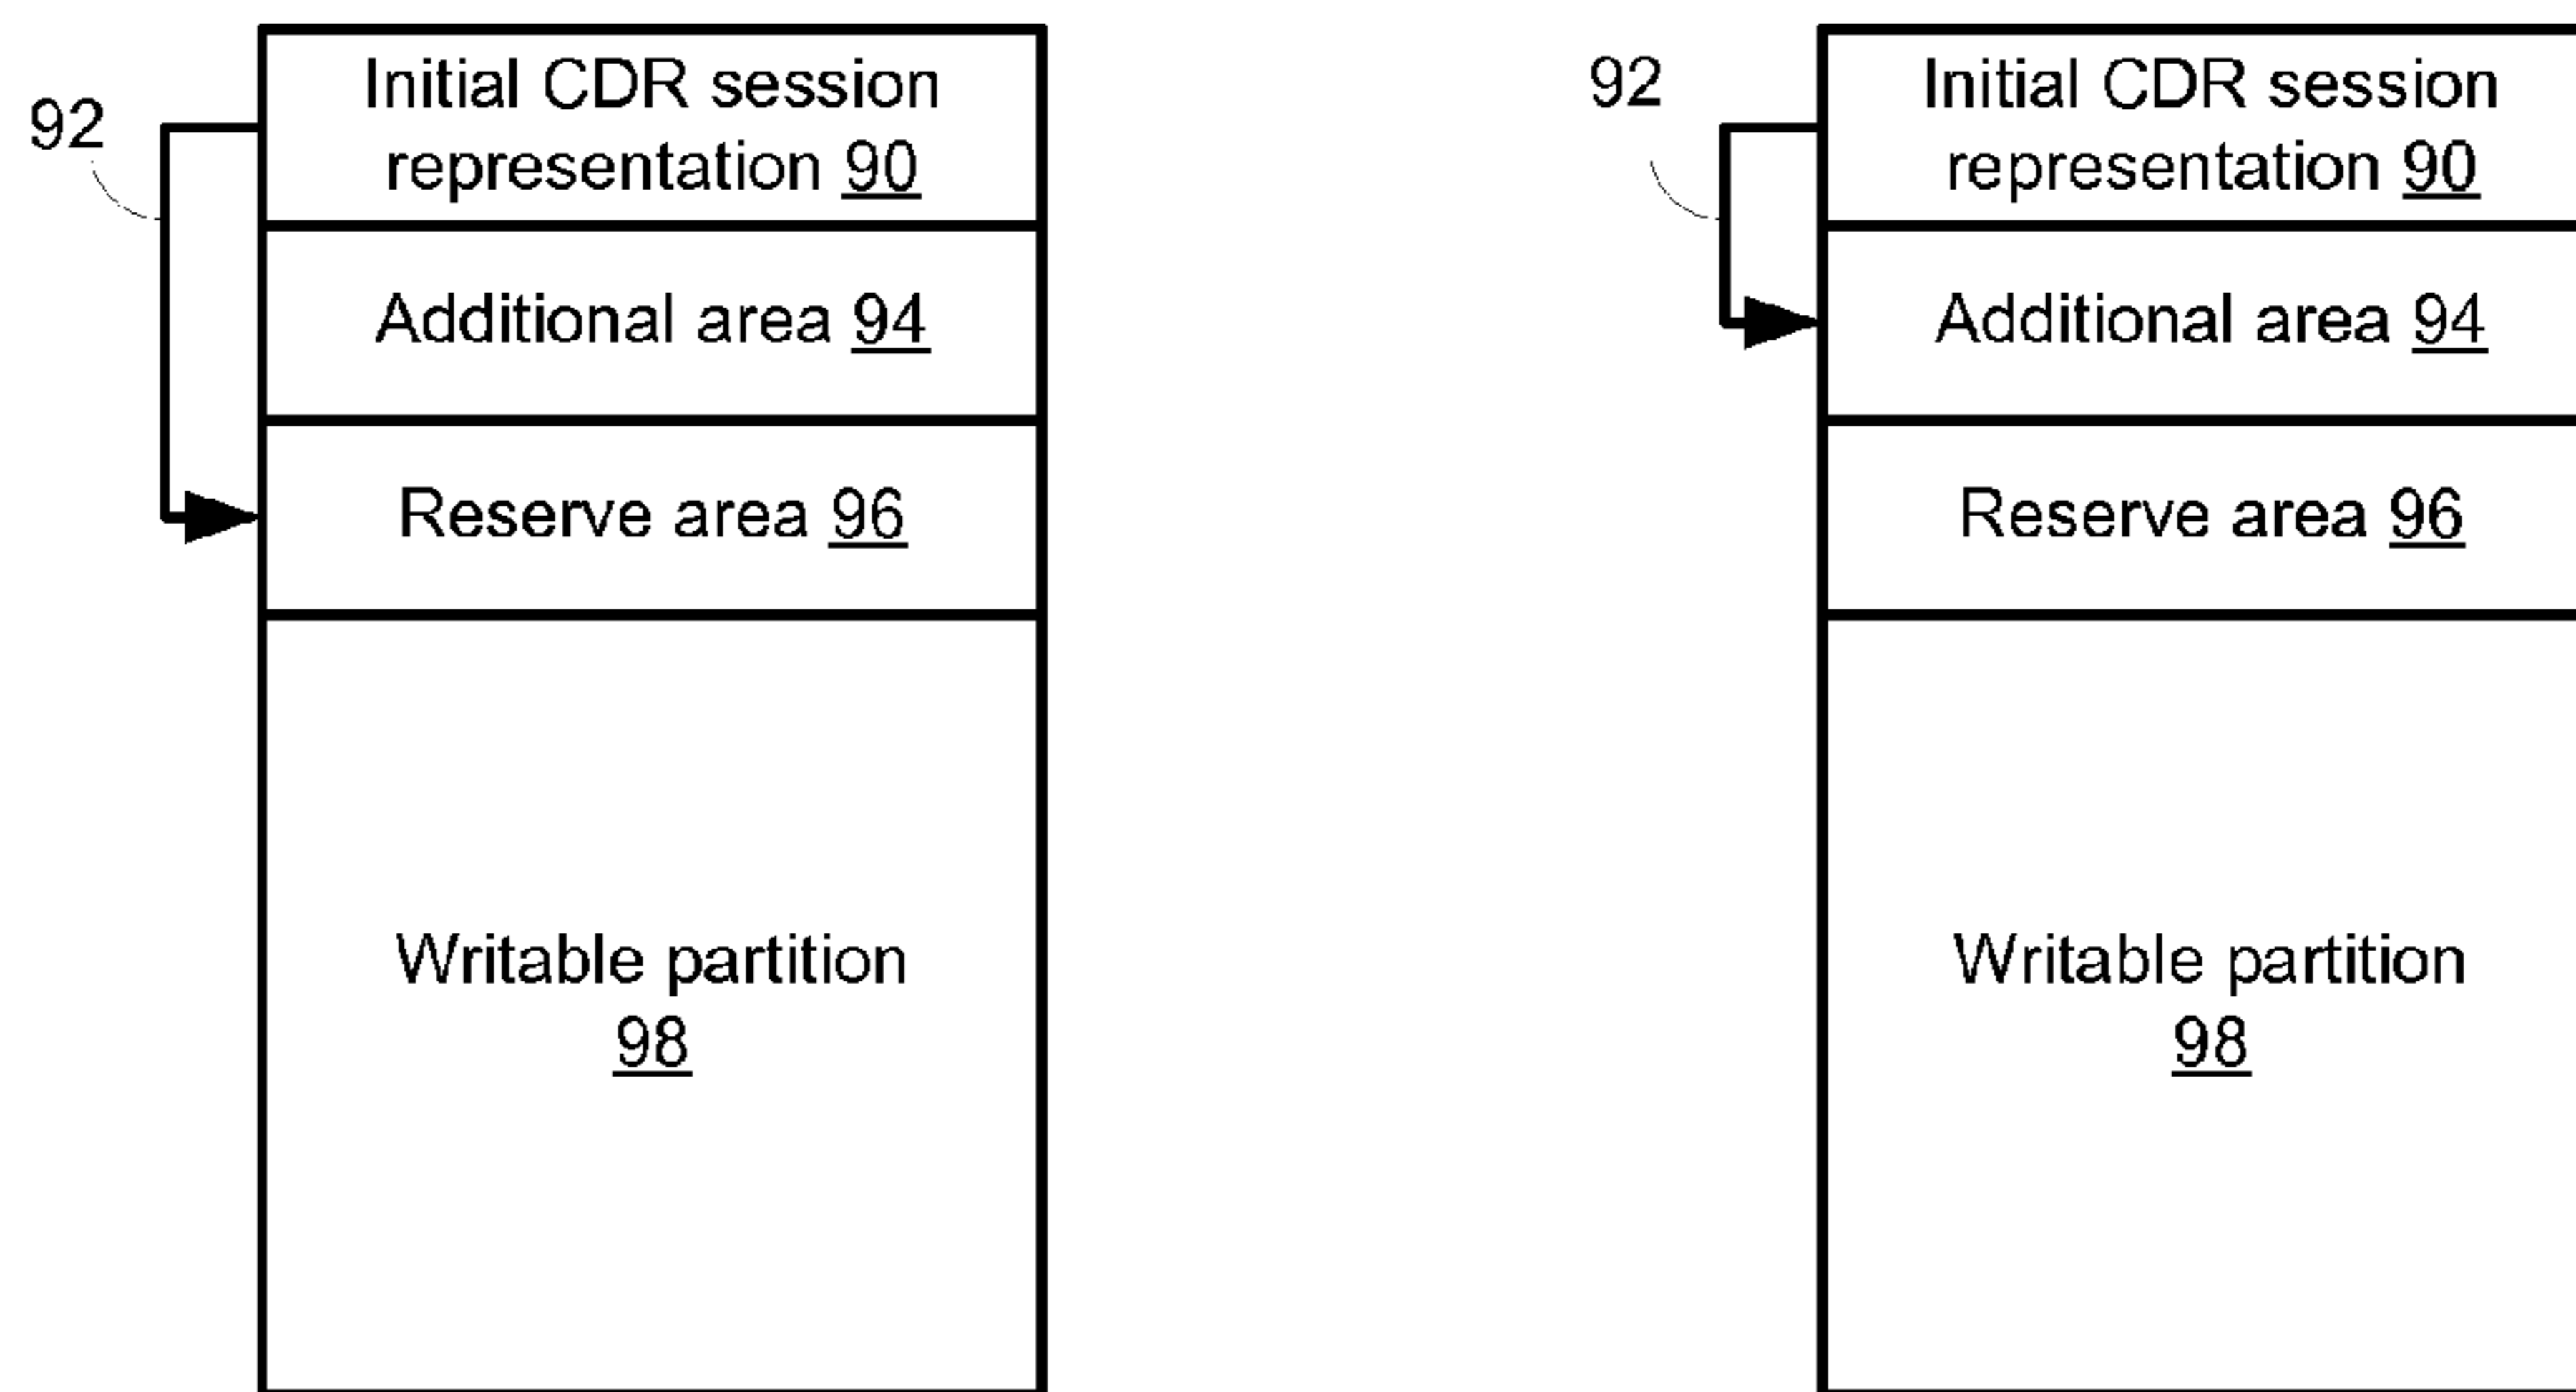 92
Initial CDR session
representation 90
Additional area 94
Reserve area 96
Writable partition
98
92
Initial CDR session
representation 90
Additional area 94
Reserve area 96
Writable partition
98